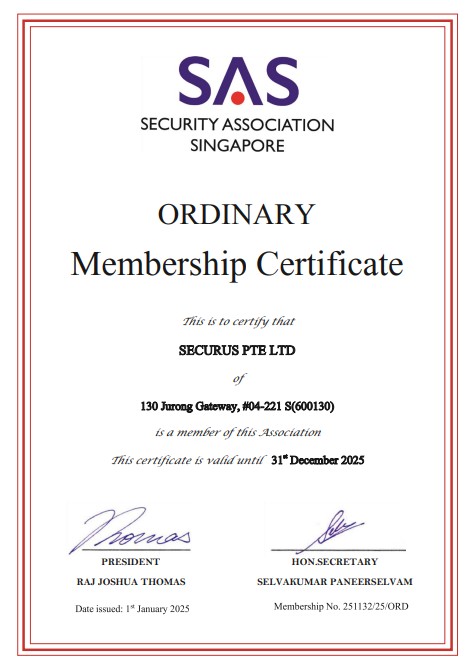 SAS
SECURITY ASSOCIATION
SINGAPORE
ORDINARY
Membership Certificate
This is to certify that
SECURUS PTE LTD
of
130 Jurong Gateway, #04-221 S(600130)
is a member of this Association
This certificate is valid until 31st December 2025
Thomas
PRESIDENT
RAJ JOSHUA THOMAS
Date issued: 1st January 2025
HON.SECRETARY
SELVAKUMAR PANEERSELVAM
Membership No. 251132/25/ORD